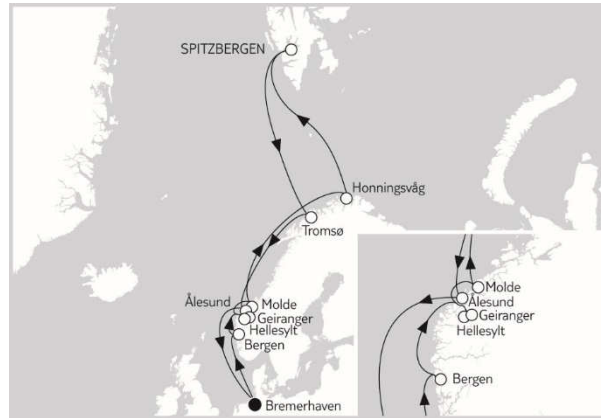 SPITZBERGEN
Honningsvåg
Tromsø
Ålesund
Molde
Geiranger
Hellesylt
Bergen
Bremerhaven
Molde
Ålesund
Geiranger
Hellesylt
Bergen